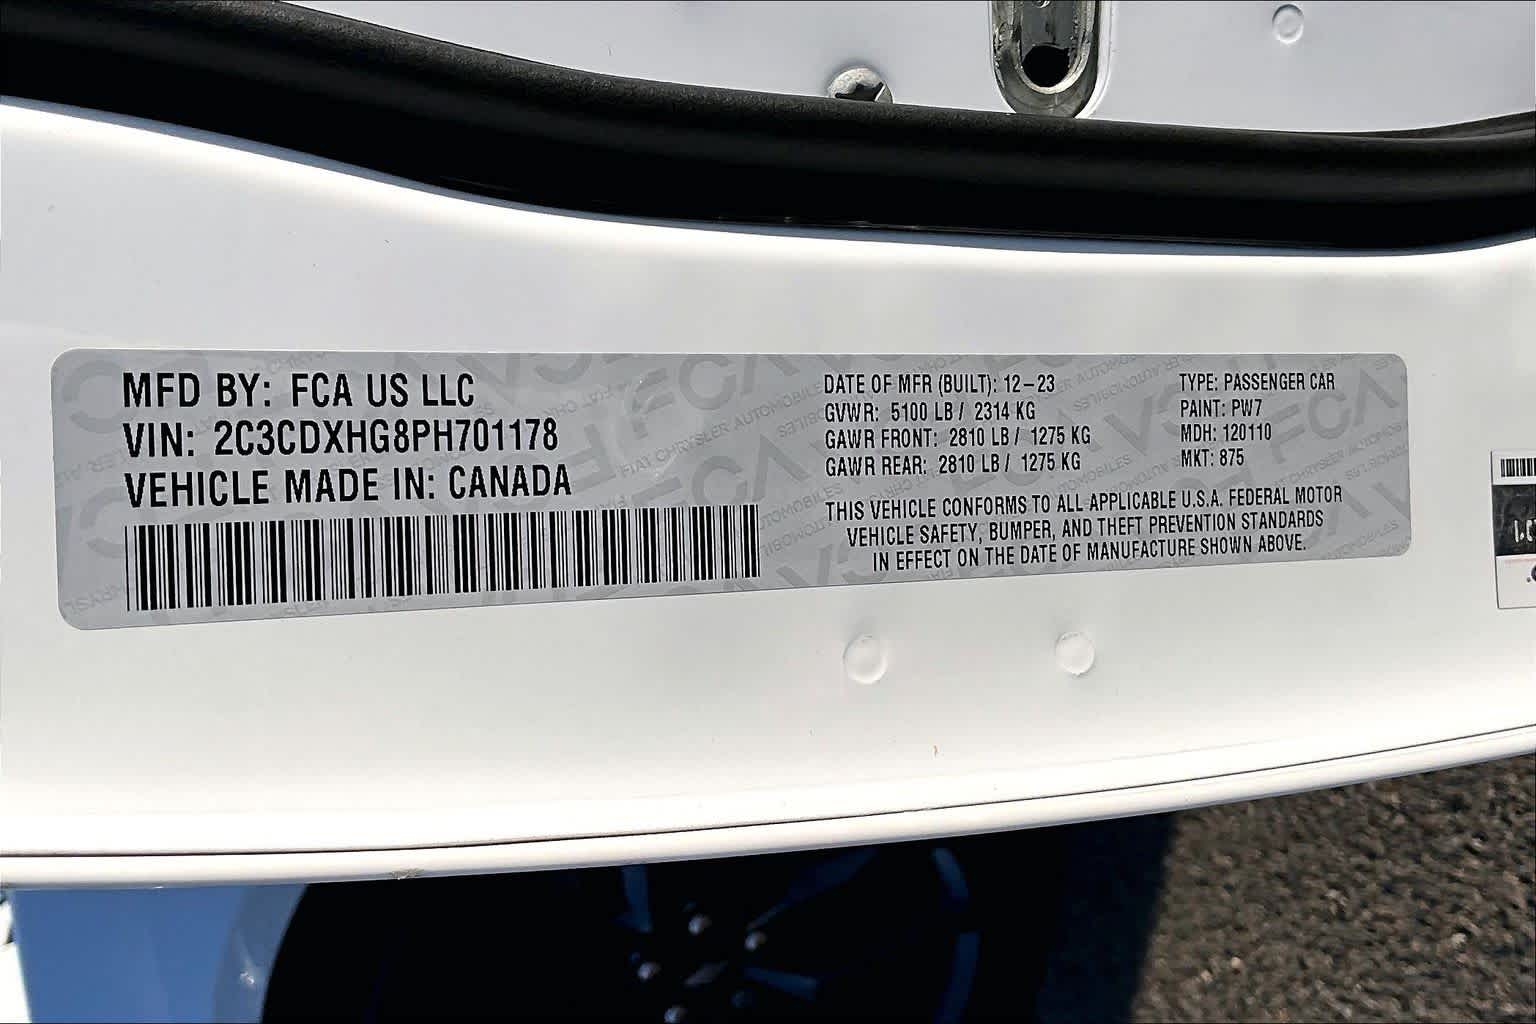 MFD BY: FCA US LLC
VIN: 2C3CDXHG8PH701178
VEHICLE MADE IN: CANADA
DATE OF MFR (BUILT): 12-23
GVWR: 5100 LB / 2314 KG
GAWR FRONT: 2810 LB / 1275 KG
GAWR REAR: 2810 LB / 1275 KG
TYPE: PASSENGER CAR
PAINT: PW7
MDH: 120110
MKT: 875
THIS VEHICLE CONFORMS TO ALL APPLICABLE U.S.A. FEDERAL MOTOR
VEHICLE SAFETY, BUMPER, AND THEFT PREVENTION STANDARDS
IN EFFECT ON THE DATE OF MANUFACTURE SHOWN ABOVE.